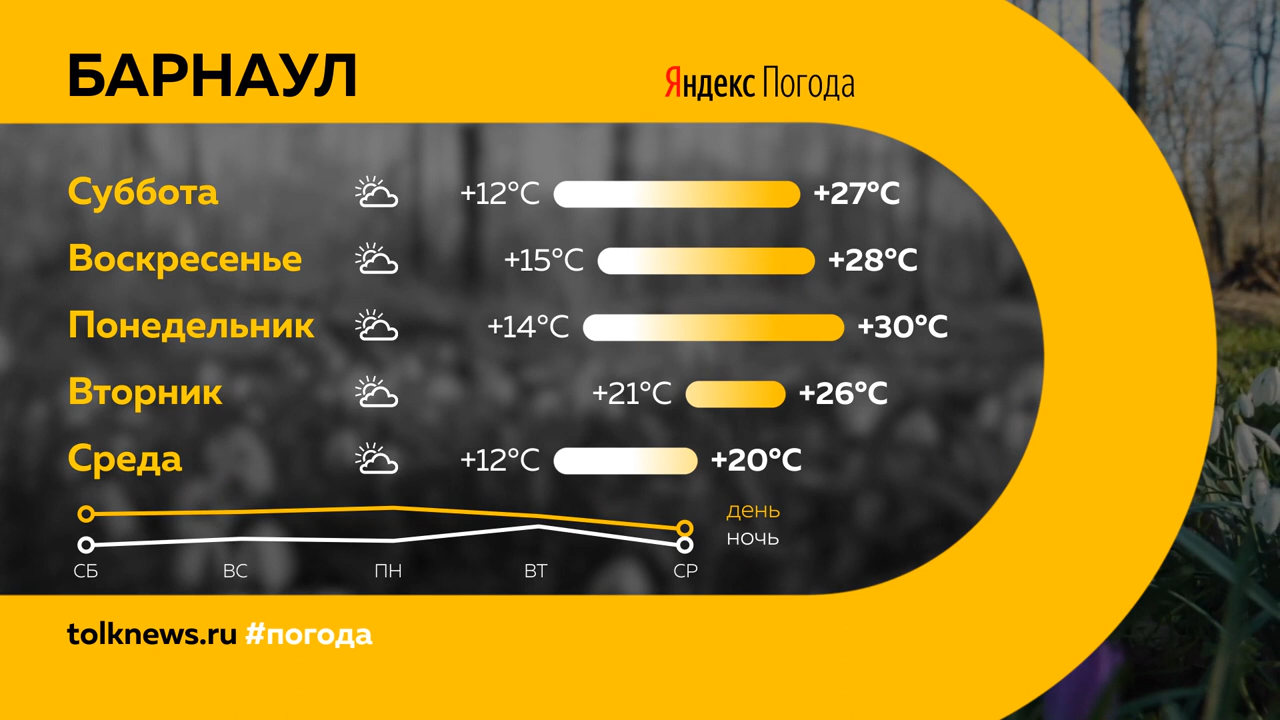 БАРНАУЛ
Яндекс Погода
Суббота +12°C +27°C
Воскресенье +15°C +28°C
Понедельник +14°C +30°C
Вторник +21°C +26°C
Среда +12°C +20°C
день
ночь
СБ ВС ПН ВТ СР
tolknews.ru #погода